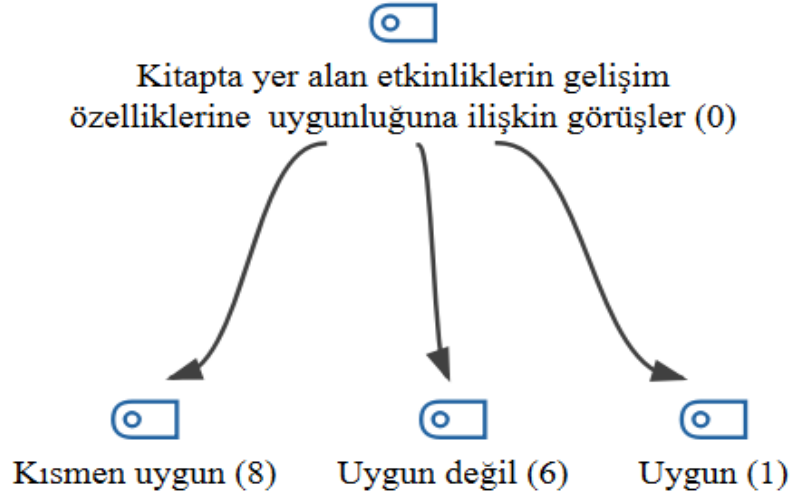 Kitapta yer alan etkinliklerin gelişim
özelliklerine uygunluğuna ilişkin görüşler (0)
Kısmen uygun (8)
Uygun değil (6)
Uygun (1)